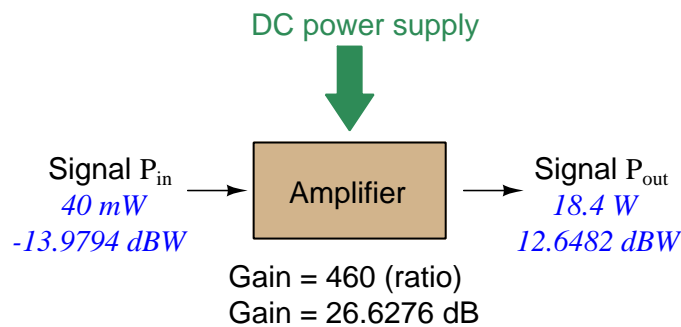 DC power supply
Signal Pin
40 mW
-13.9794 dBW
Amplifier
Signal Pout
18.4 W
12.6482 dBW
Gain = 460 (ratio)
Gain = 26.6276 dB